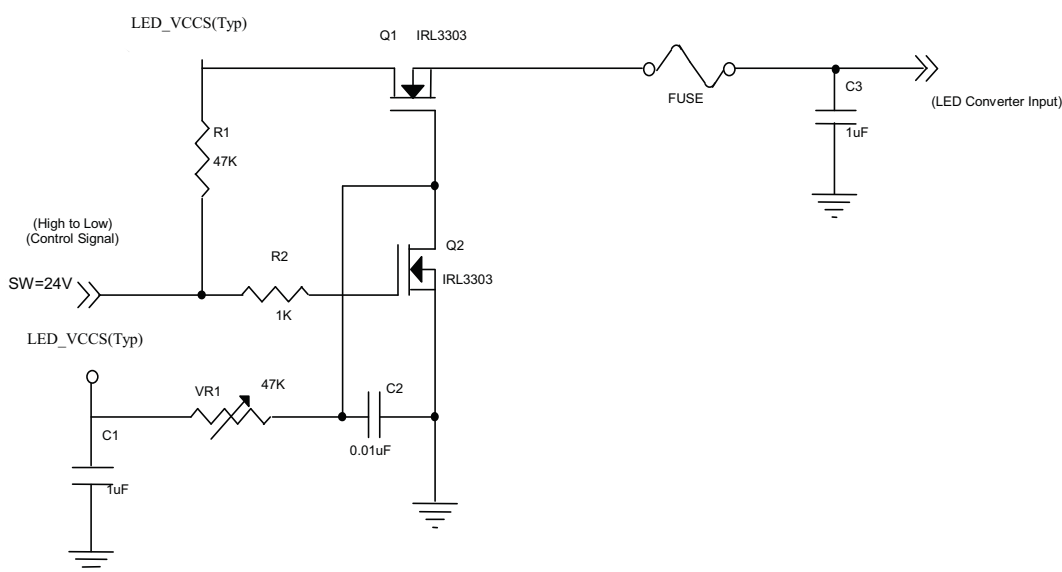 LED_VCCS(Typ)
Q1 IRL3303
FUSE
C3
1uF
(LED Converter Input)
R1
47K
(High to Low)
(Control Signal)
SW=24V
R2
1K
Q2
IRL3303
LED_VCCS(Typ)
VR1
47K
C2
0.01uF
C1
1uF